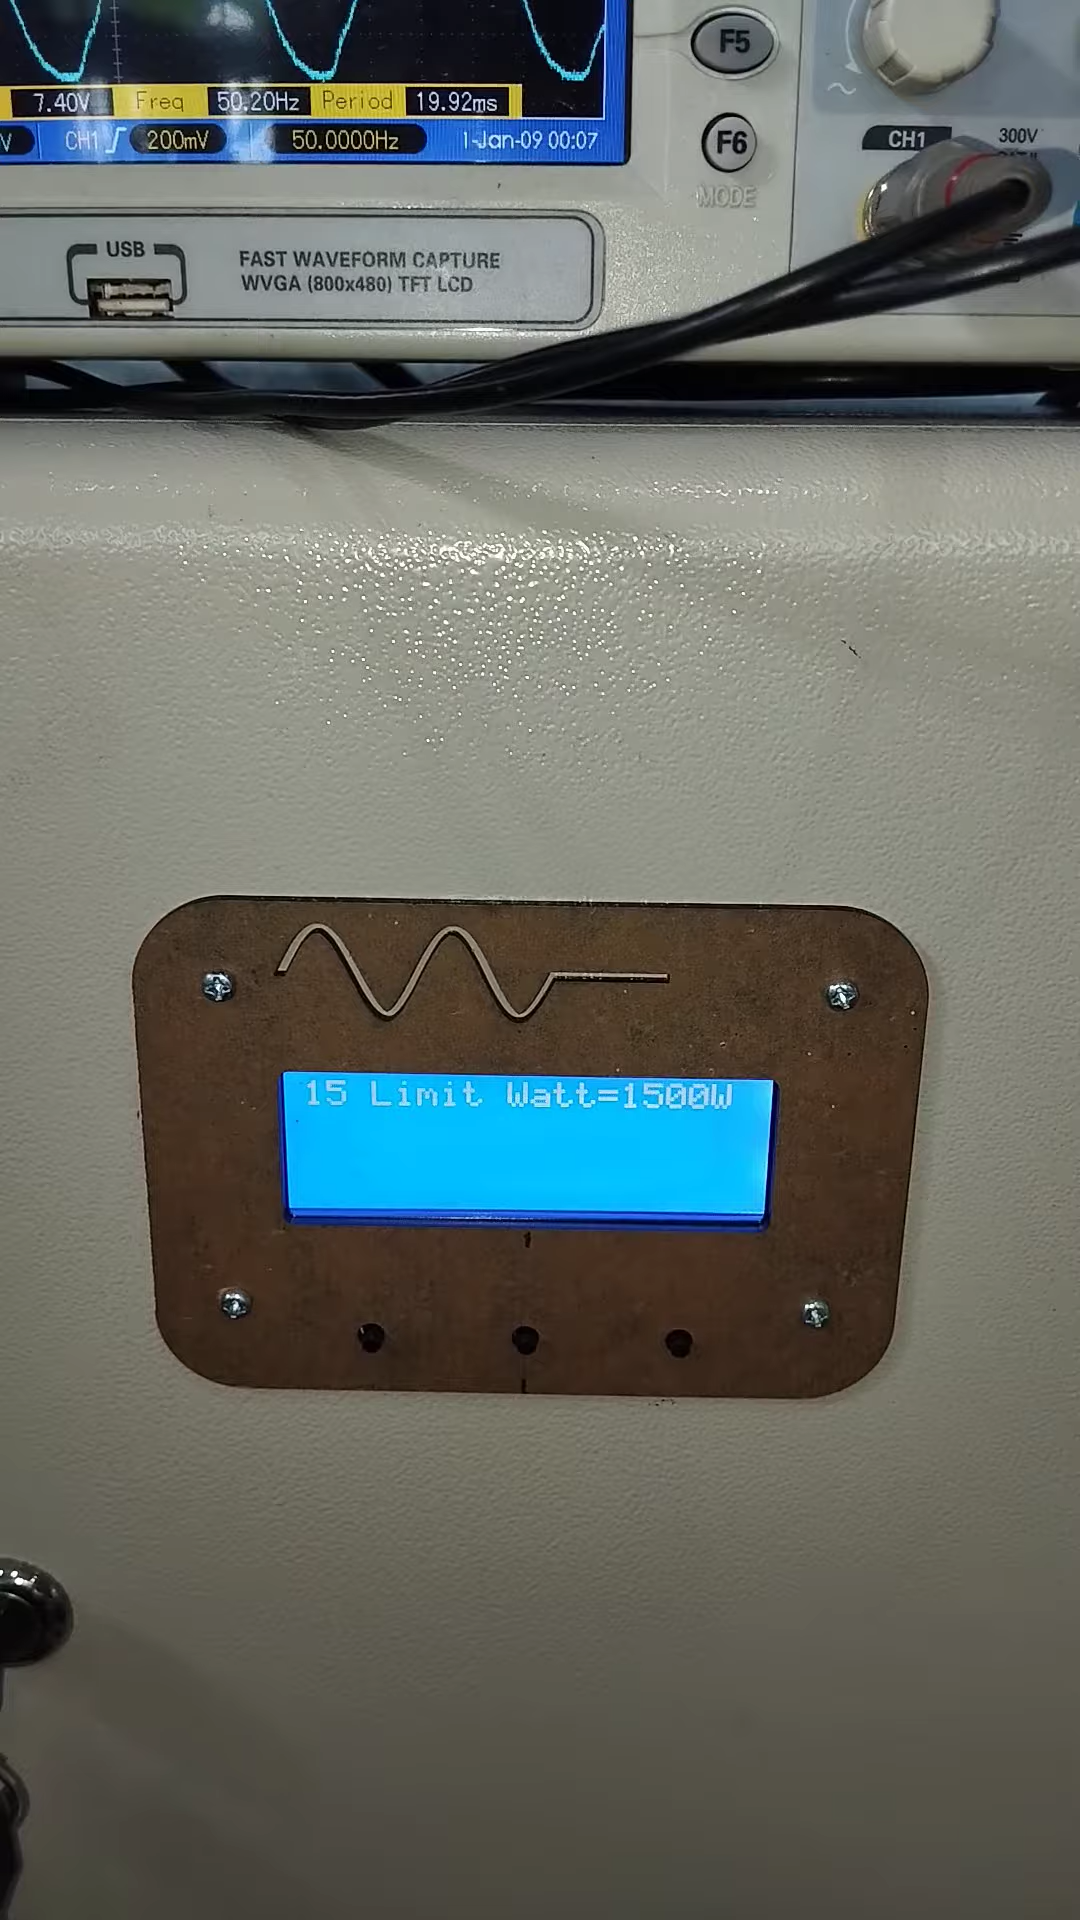 F5
7.40V Freq 50.20Hz Period 19.92ms
V CH1 200mV 50.0000Hz 1-Jan-09 00:07
F6
MODE
CH1 300V
USB
FAST WAVEFORM CAPTURE
WVGA (800x480) TFT LCD
15 Limit Watt=1500W
1